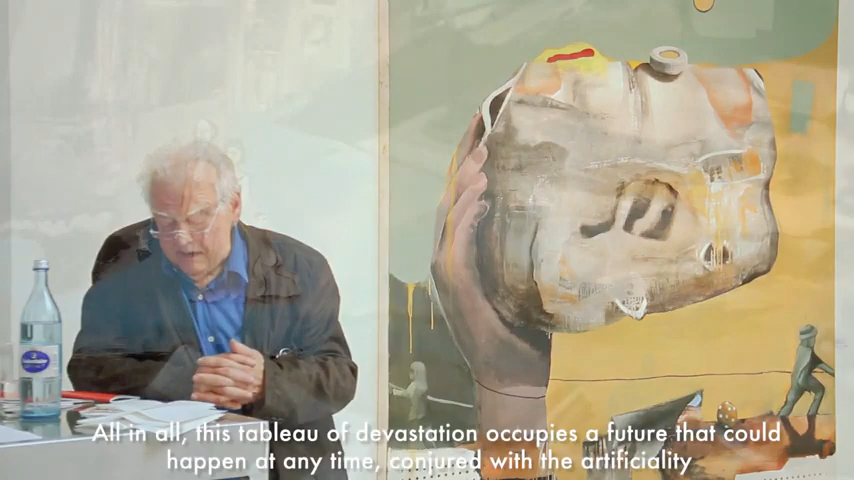 All in all, this tableau of devastation occupies a future that could
happen at any time, conjured with the artificiality